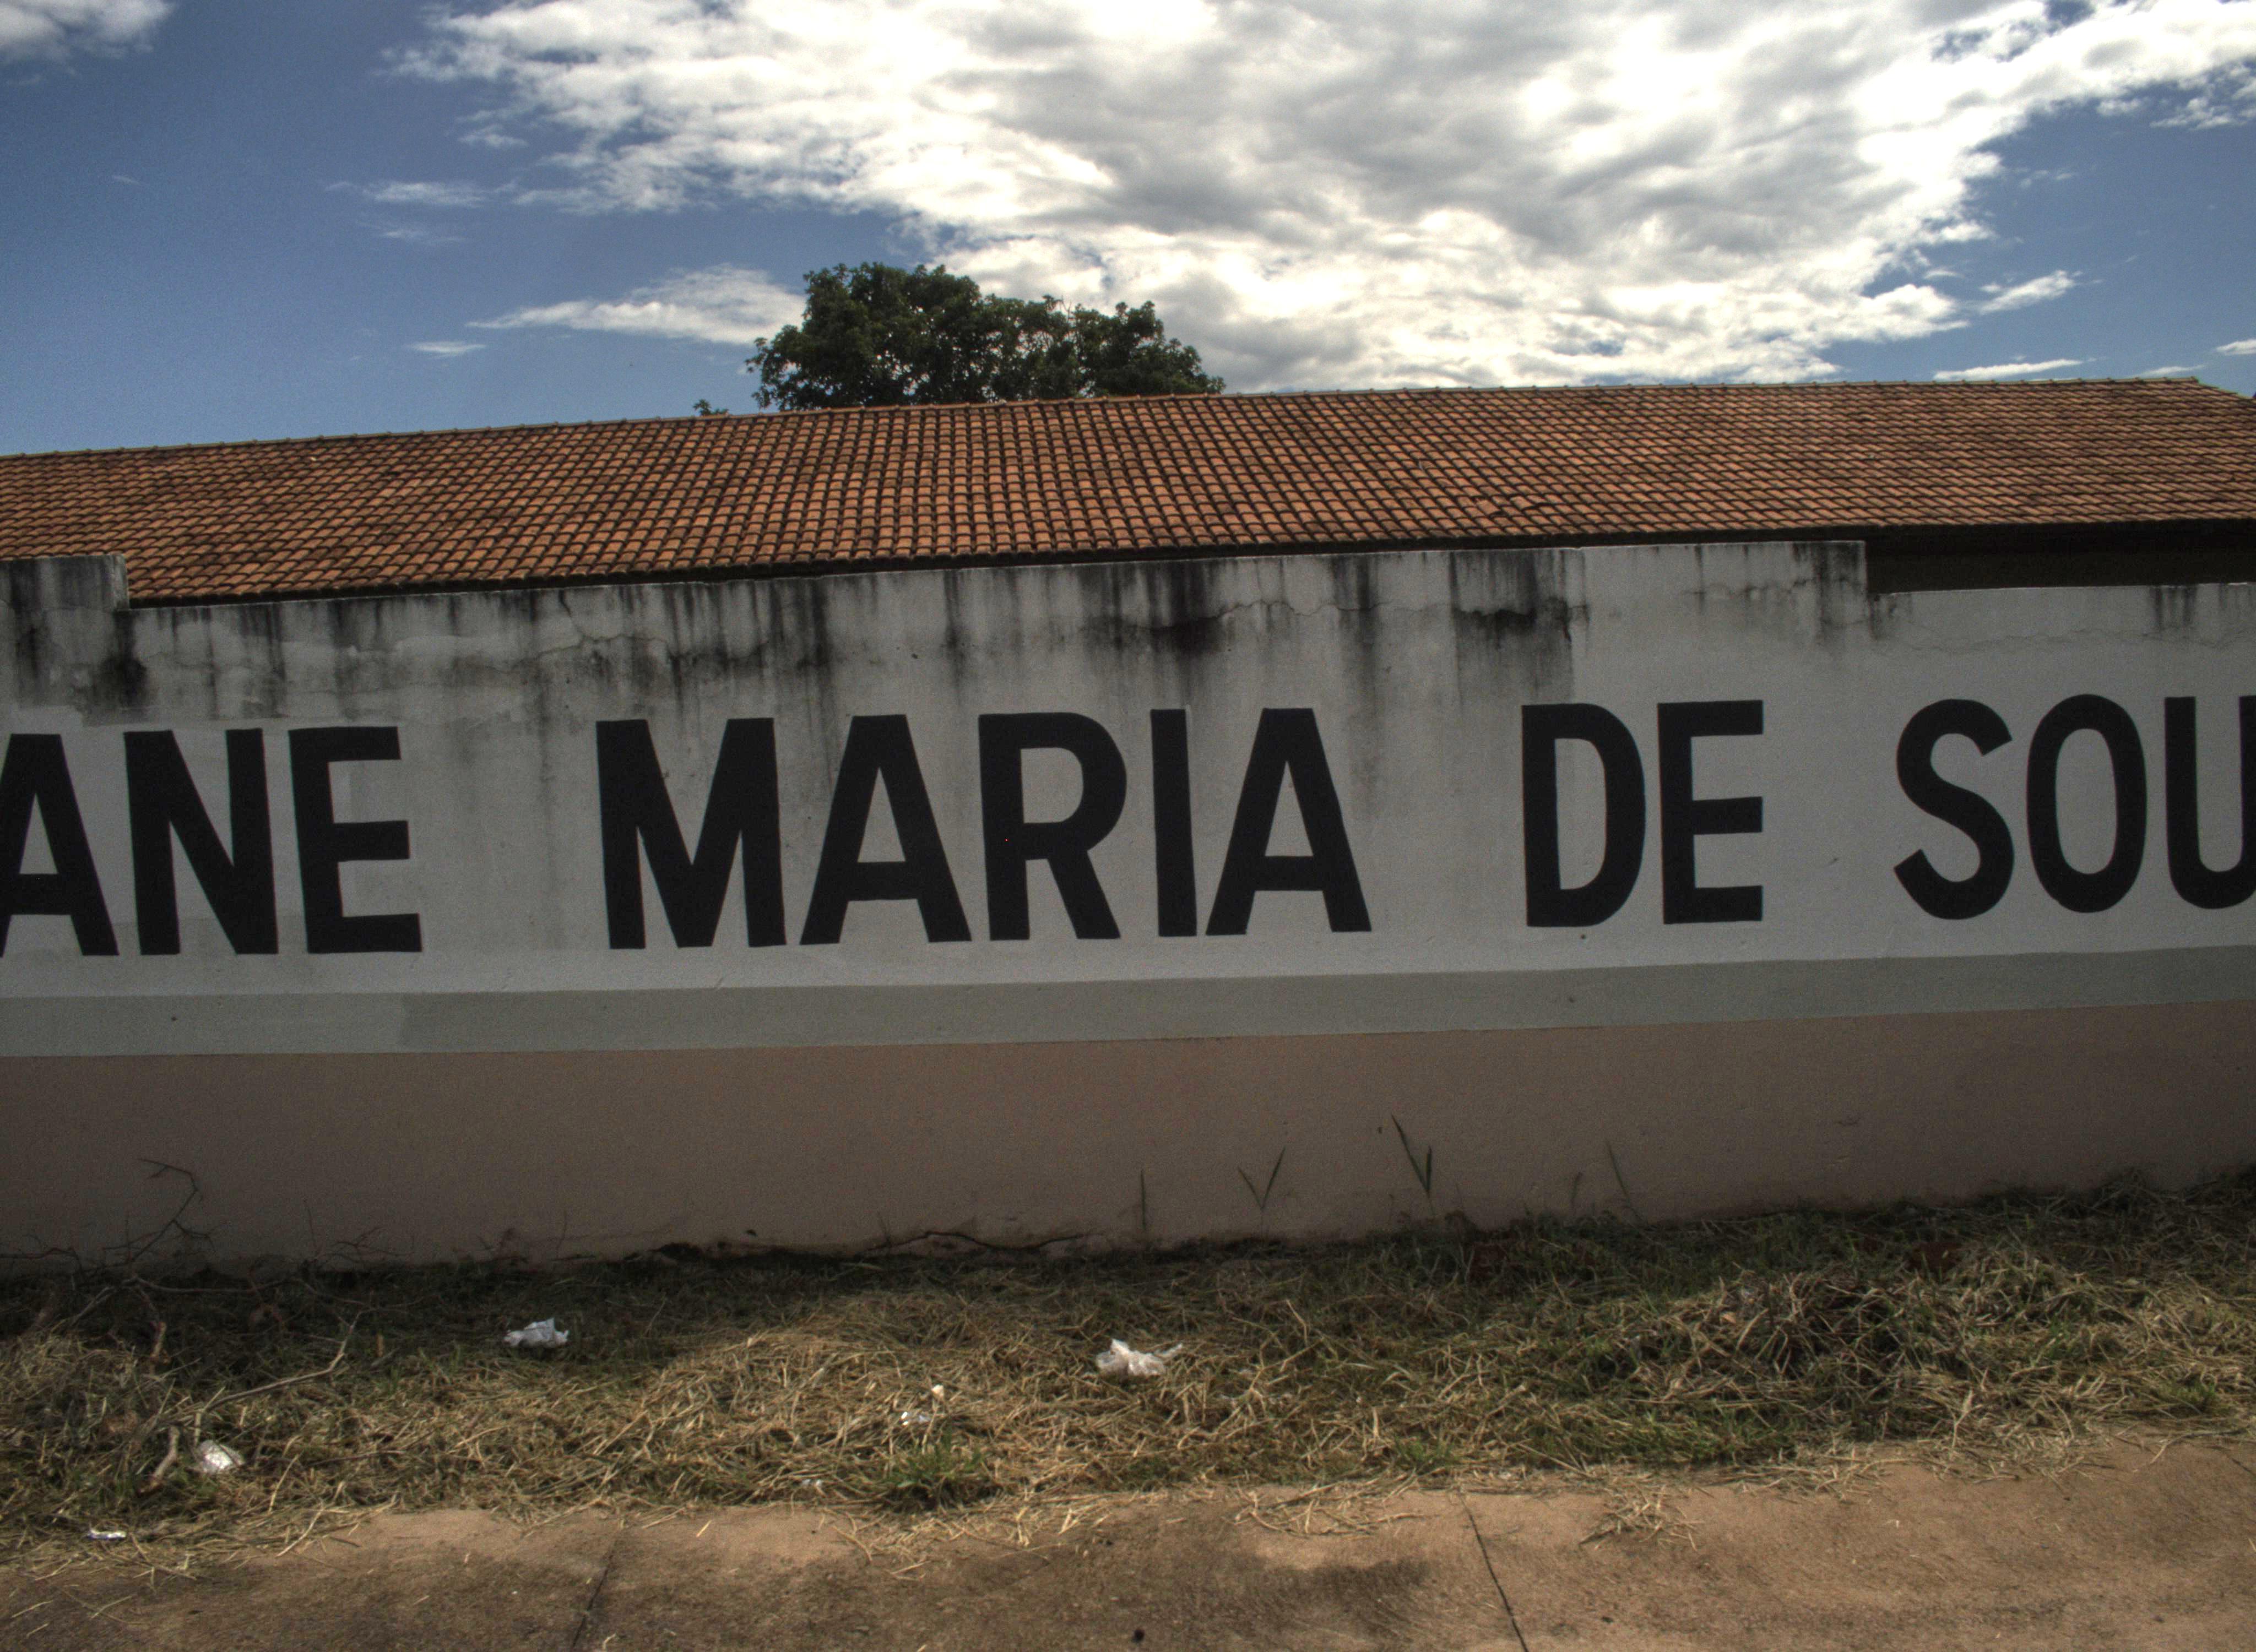 ANE MARIA DE SOU